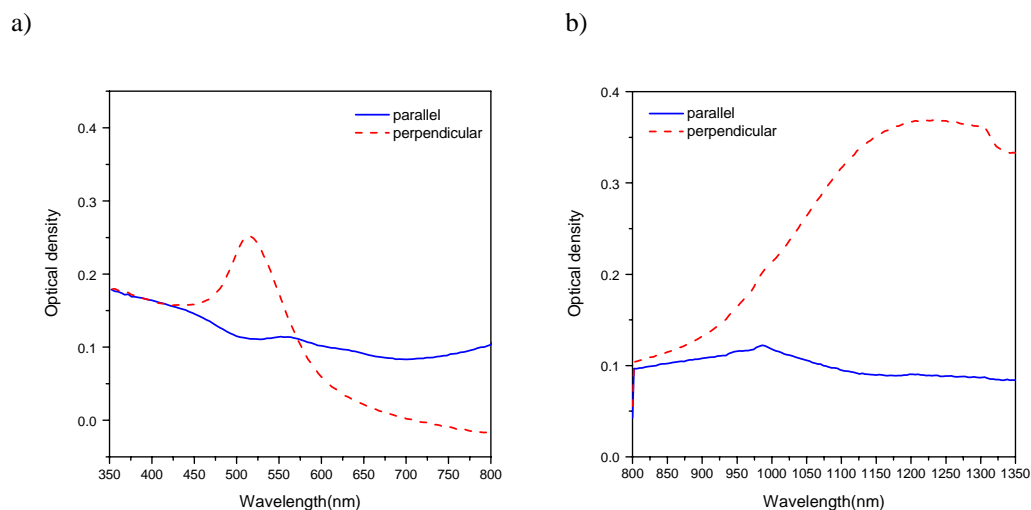 a)
b)
parallel
perpendicular
Optical density
0.4
0.3
0.2
0.1
0.0
350 400 450 500 550 600 650 700 750 800
Wavelength(nm)
parallel
perpendicular
Optical density
0.4
0.3
0.2
0.1
0.0
800 850 900 950 1000 1050 1100 1150 1200 1250 1300 1350
Wavelength(nm)